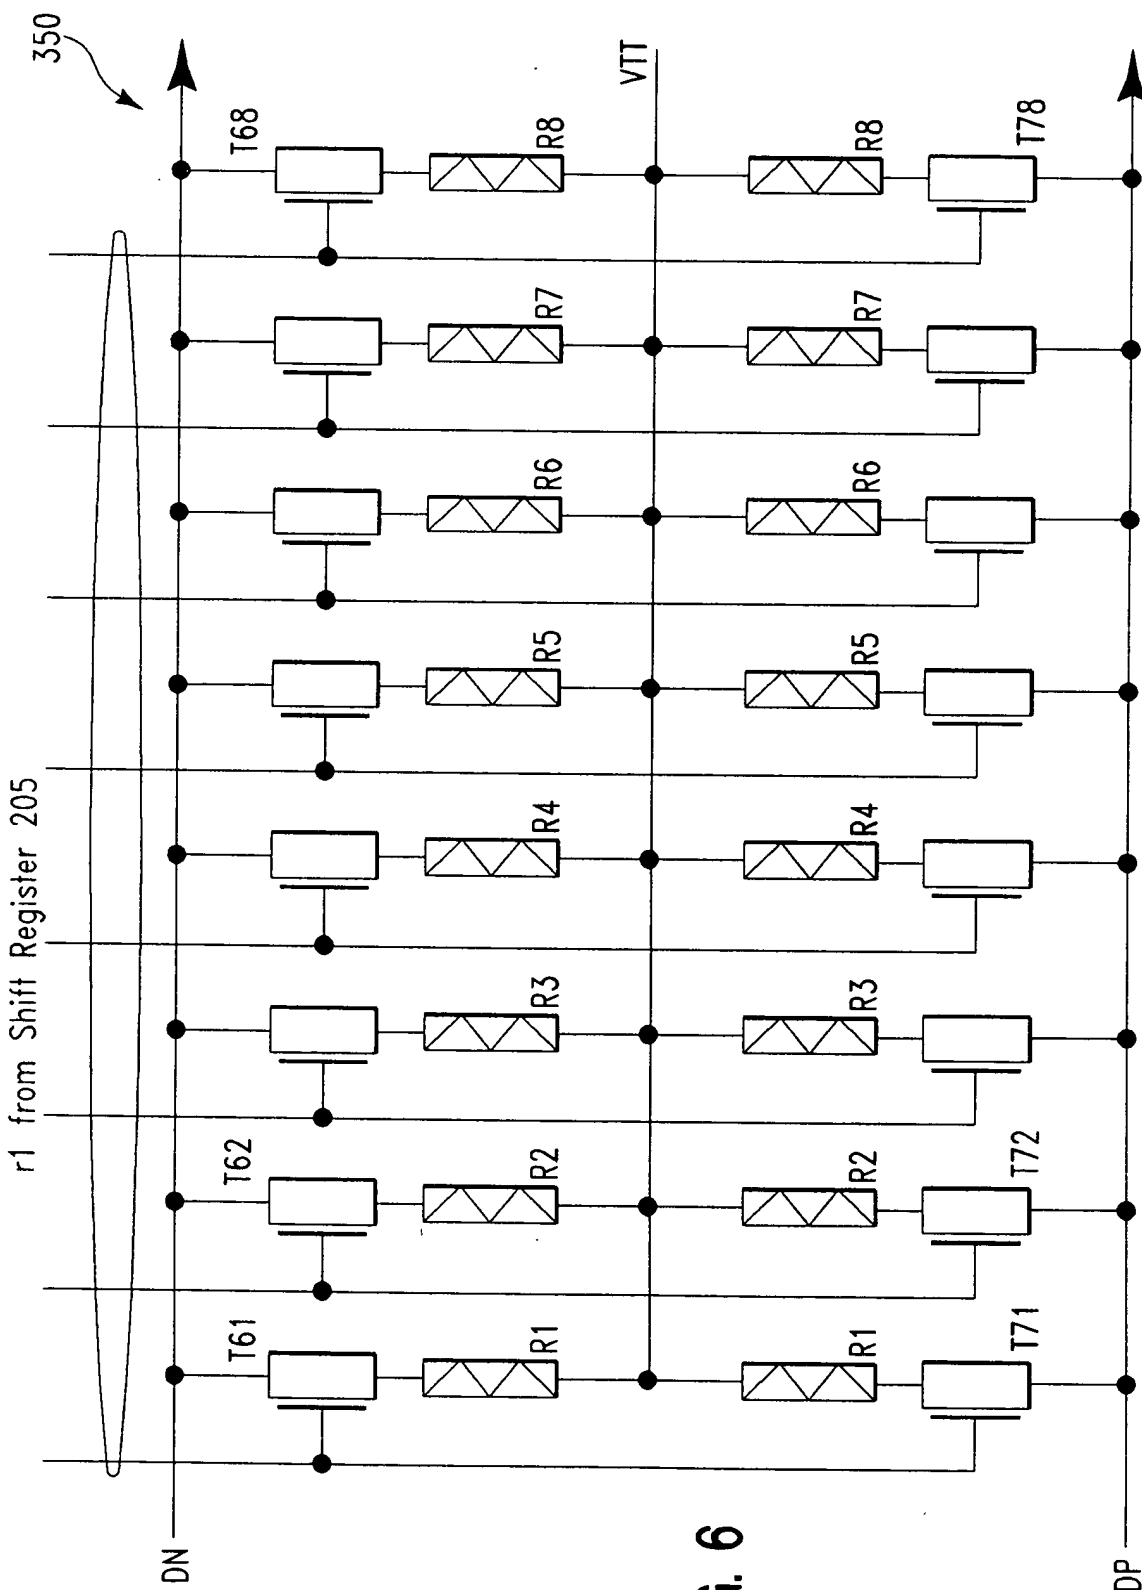 350
r1 from Shift Register 205
DN
T61
T62
T68
R1
R2
R3
R4
R5
R6
R7
R8
VTT
R1
R2
R3
R4
R5
R6
R7
R8
T71
T72
T78
DP
6